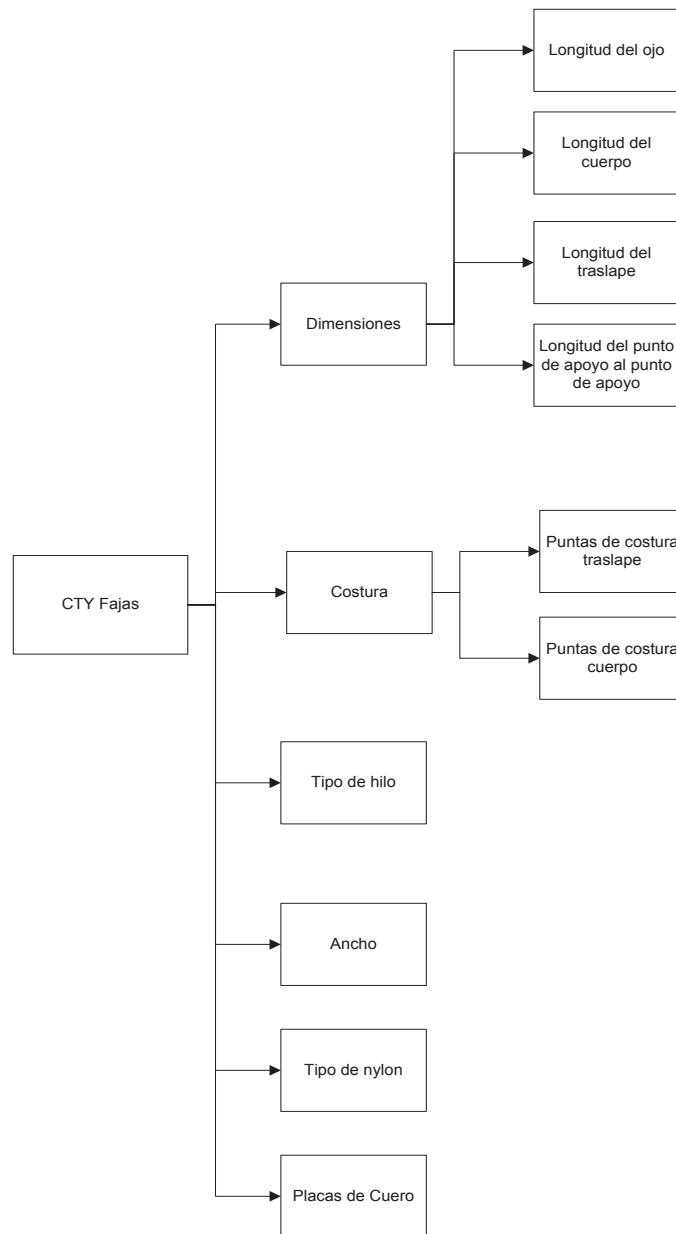 Longitud del ojo
Longitud del
cuerpo
Longitud del
traslape
Dimensiones
Longitud del punto
de apoyo al punto
de apoyo
Puntas de costura
traslape
CTY Fajas
Costura
Puntas de costura
cuerpo
Tipo de hilo
Ancho
Tipo de nylon
Placas de Cuero